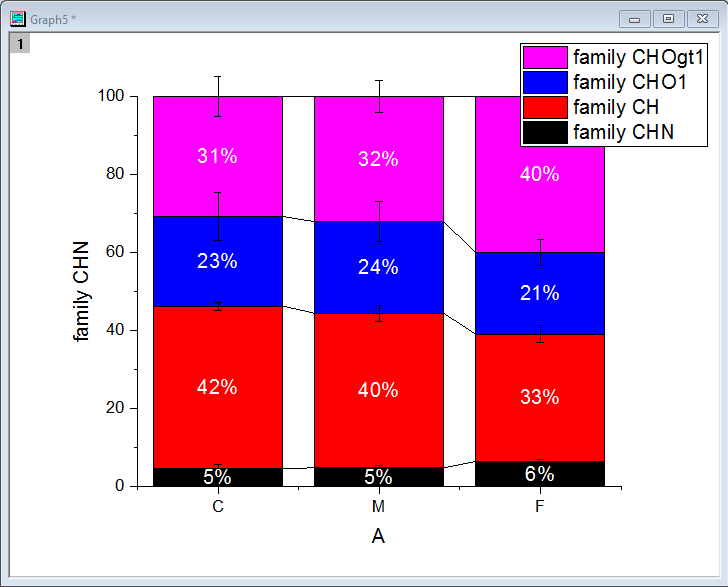 Graph5 *
1
family CHOgt1
family CHO1
family CH
family CHN
100
80
60
40
20
0
family CHN
31%
32%
40%
23%
24%
21%
42%
40%
33%
5%
5%
6%
C
M
F
A